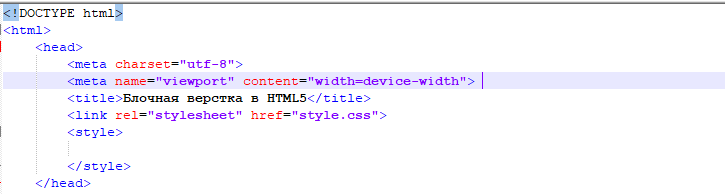 <!DOCTYPE html>
<html>
<head>
<meta charset="utf-8">
<meta name="viewport" content="width=device-width">
<title>Блочная верстка в HTML5</title>
<link rel="stylesheet" href="style.css">
<style>
</style>
</head>